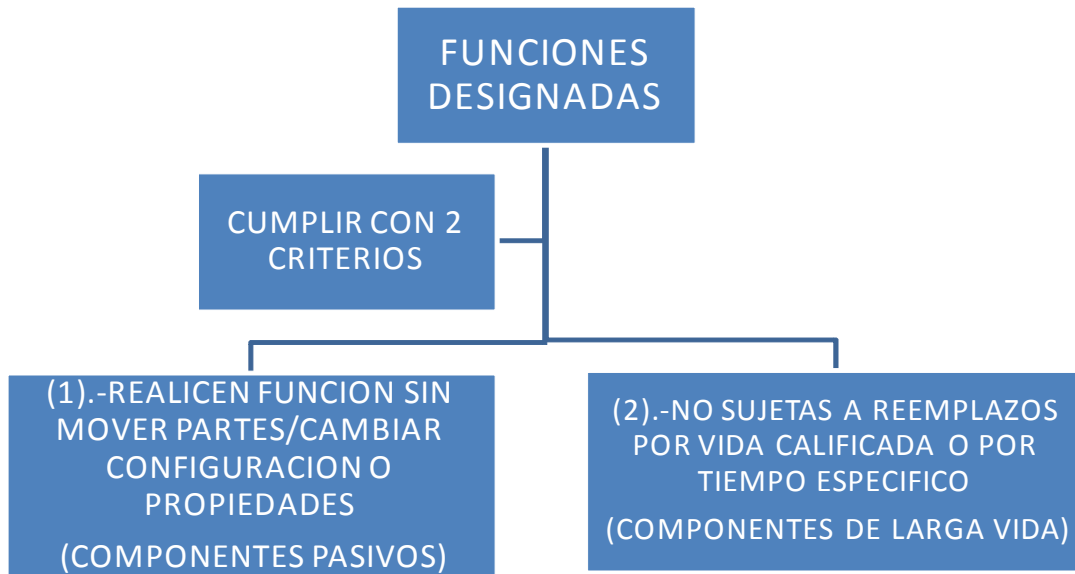 FUNCIONES
DESIGNADAS
CUMPLIR CON 2
CRITERIOS
(1).-REALICEN FUNCION SIN
MOVER PARTES/CAMBIAR
CONFIGURACION O
PROPIEDADES
(COMPONENTES PASIVOS)
(2).-NO SUJETAS A REEMPLAZOS
POR VIDA CALIFICADA O POR
TIEMPO ESPECIFICO
(COMPONENTES DE LARGA VIDA)